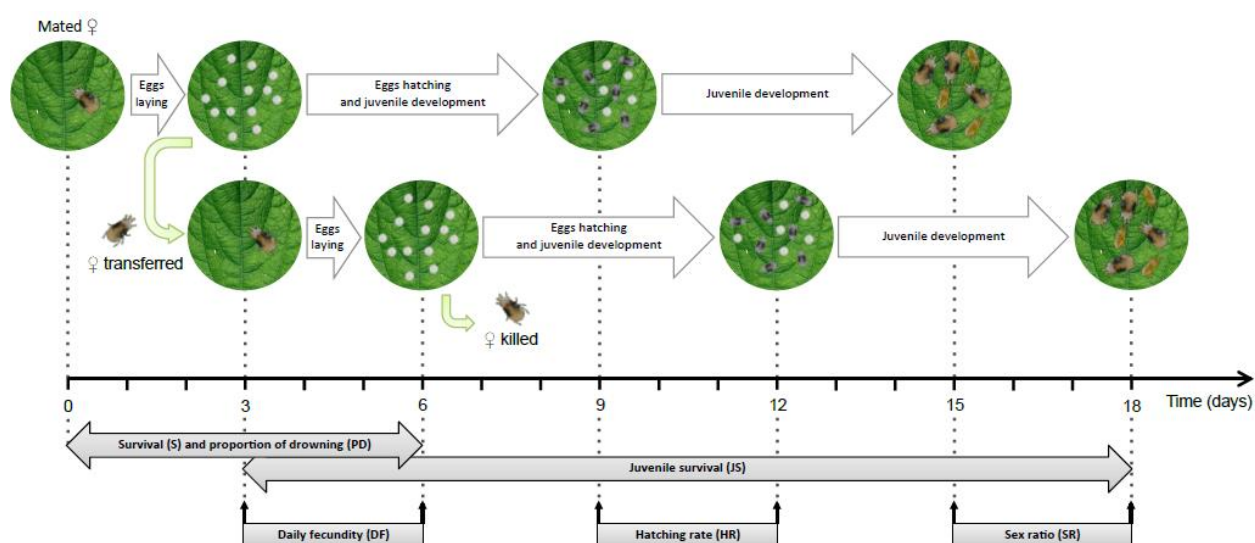 Mated ♀
Eggs
laying
Eggs hatching
and juvenile development
Juvenile development
♀ transferred
Eggs
laying
Eggs hatching
and juvenile development
Juvenile development
♀ killed
0
3
6
9
12
15
18
Time (days)
Survival (S) and proportion of drowning (PD)
Juvenile survival (JS)
Daily fecundity (DF)
Hatching rate (HR)
Sex ratio (SR)